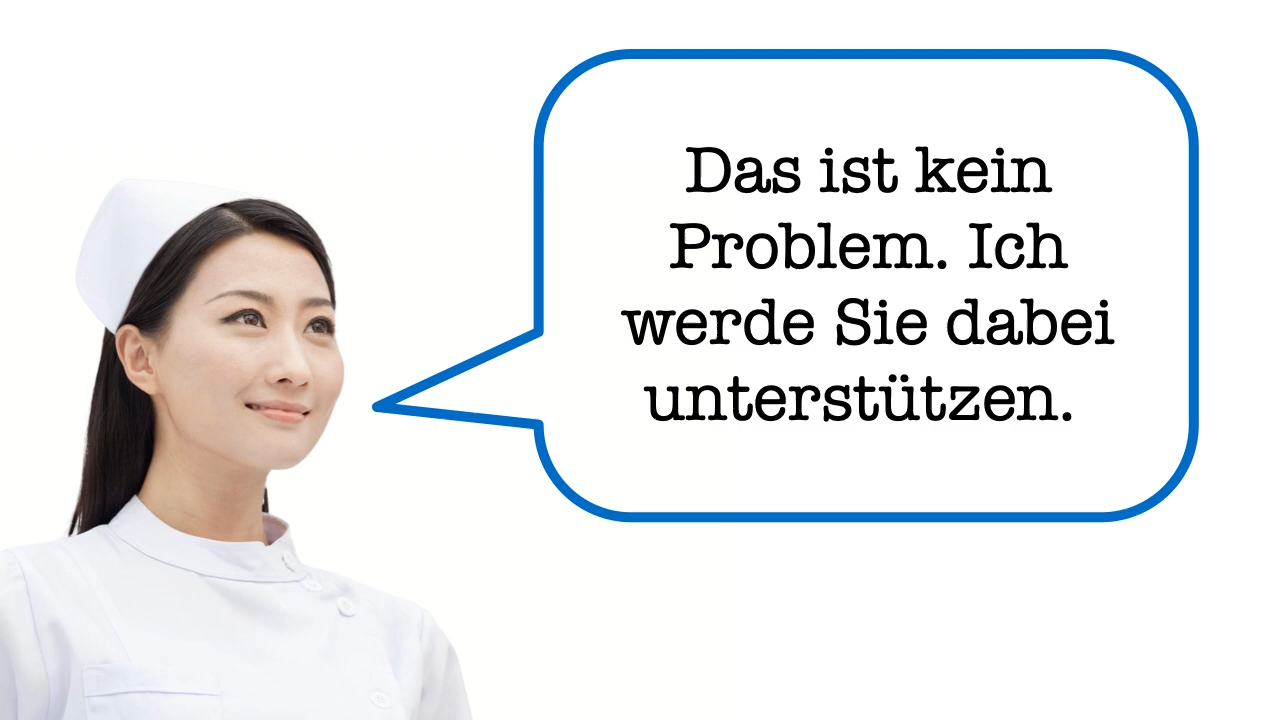 Das ist kein
Problem. Ich
werde Sie dabei
unterstützen.